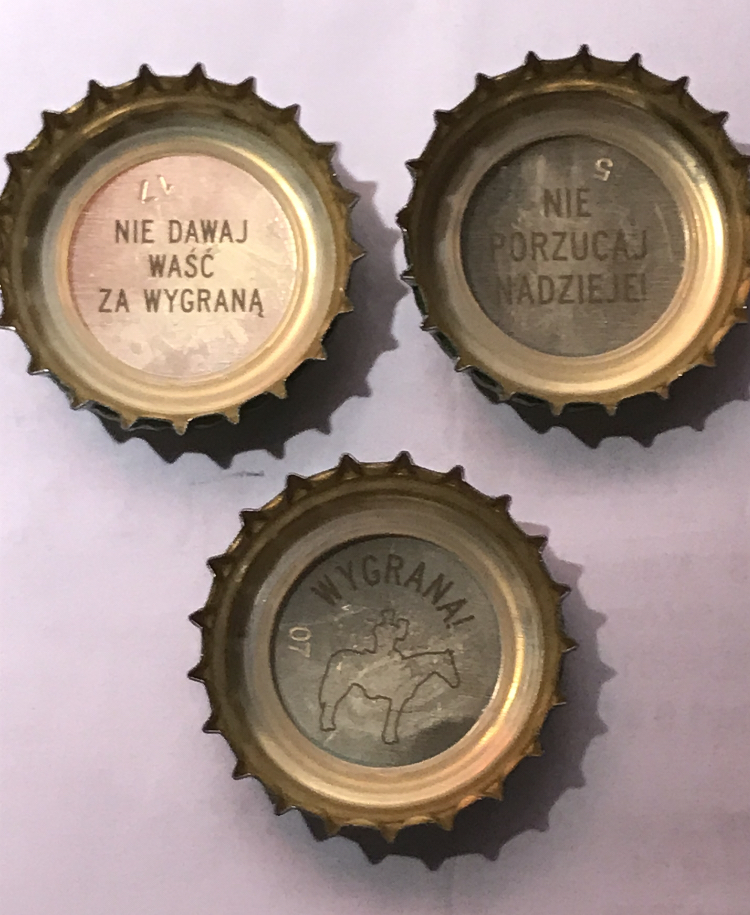 17
NIE DAWAJ
WAŚĆ
ZA WYGRANĄ
5
NIE
PORZUCAJ
NADZIEJE!
WYGRANA!
07